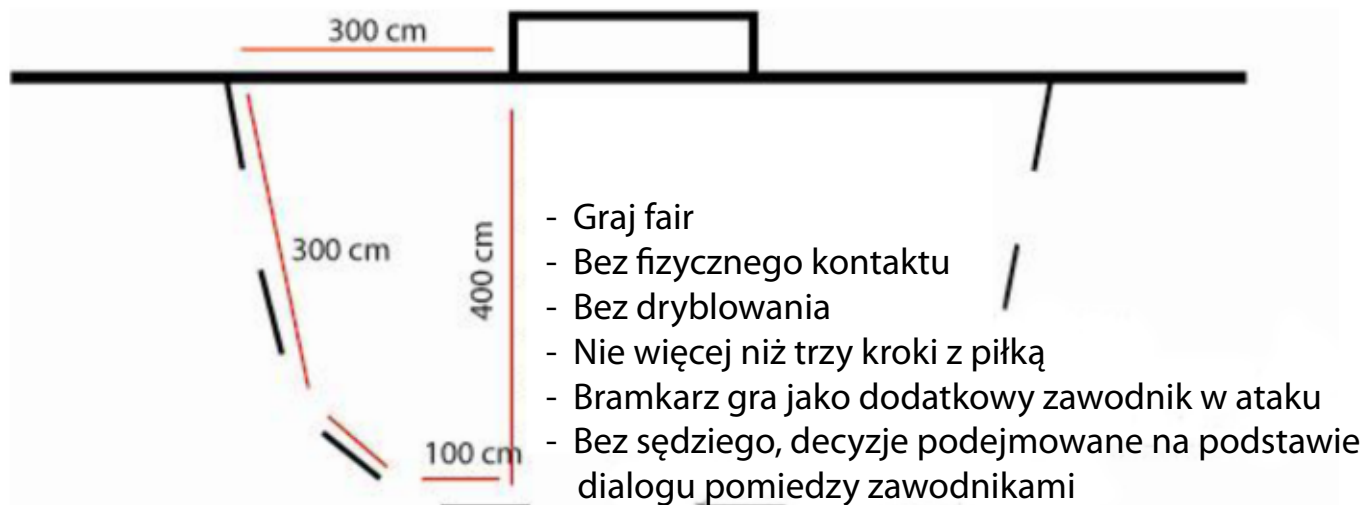 300 cm
300 cm
400 cm
100 cm
- Graj fair
- Bez fizycznego kontaktu
- Bez dryblowania
- Nie więcej niż trzy kroki z piłką
- Bramkarz gra jako dodatkowy zawodnik w ataku
- Bez sędziego, decyzje podejmowane na podstawie
dialogu pomiedzy zawodnikami